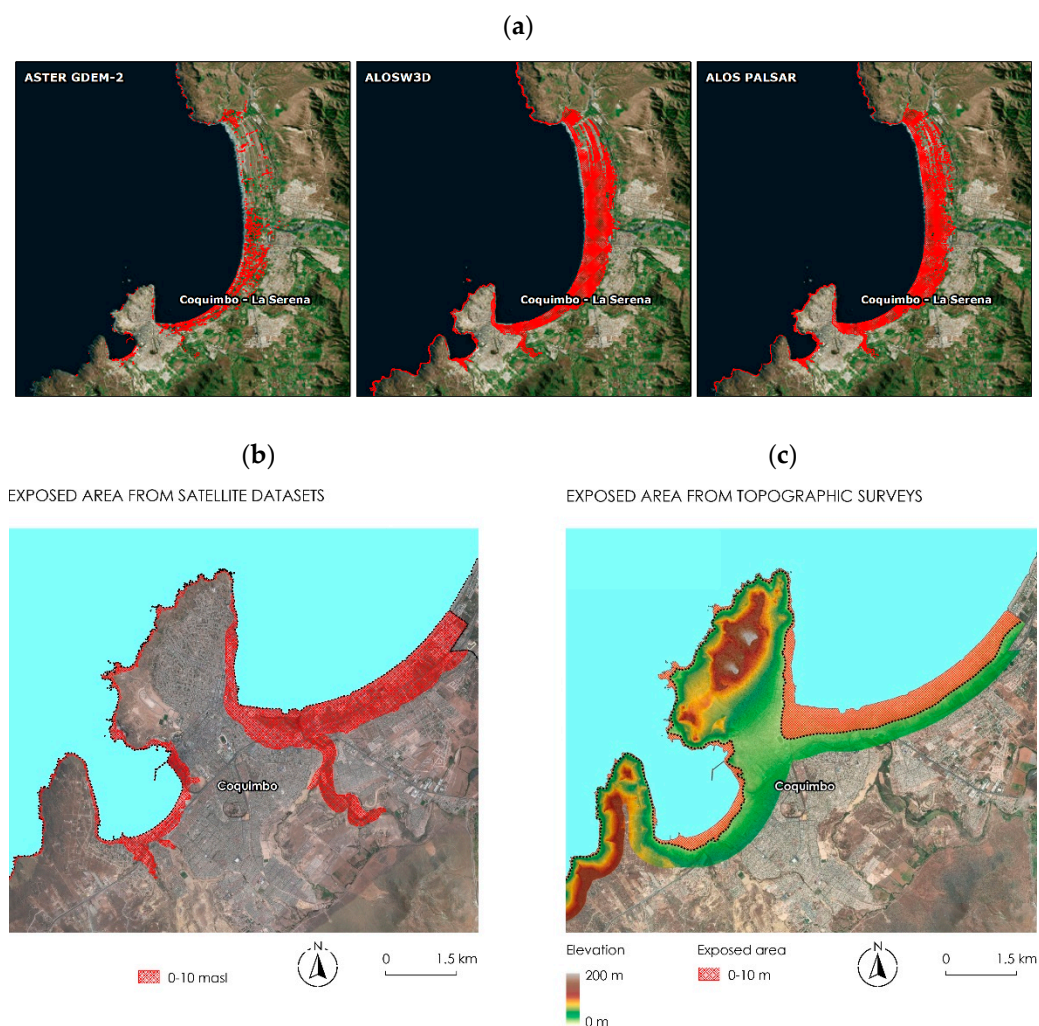 (a)
ASTER GDEM-2
ALOSW3D
ALOS PALSAR
Coquimbo - La Serena
Coquimbo - La Serena
Coquimbo - La Serena
(b)
(c)
EXPOSED AREA FROM SATELLITE DATASETS
EXPOSED AREA FROM TOPOGRAPHIC SURVEYS
Coquimbo
Coquimbo
0-10 masl
N
0 1.5 km
Elevation
200 m
0 m
Exposed area
0-10 m
N
0 1.5 km